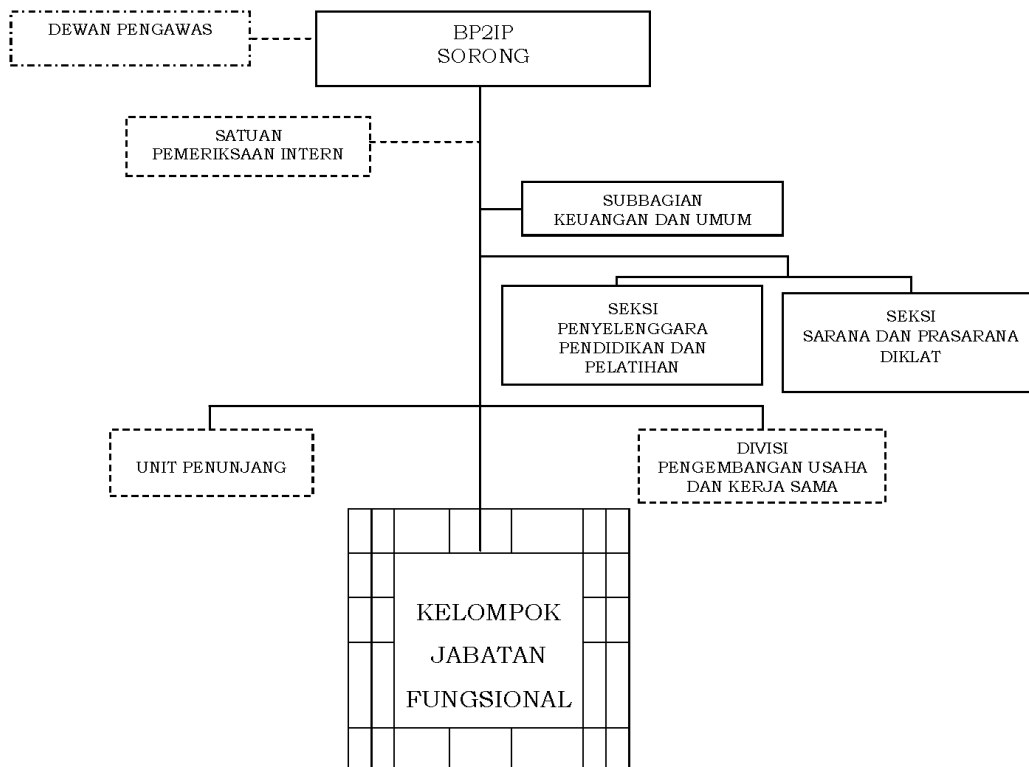 DEWAN PENGAWAS
BP2IP
SORONG
SATUAN
PEMERIKSAAN INTERN
SUBBAGIAN
KEUANGAN DAN UMUM
SEKSI
PENYELENGGARA
PENDIDIKAN DAN
PELATIHAN
SEKSI
SARANA DAN PRASARANA
DIKLAT
UNIT PENUNJANG
DIVISI
PENGEMBANGAN USAHA
DAN KERJA SAMA
KELOMPOK
JABATAN
FUNGSIONAL